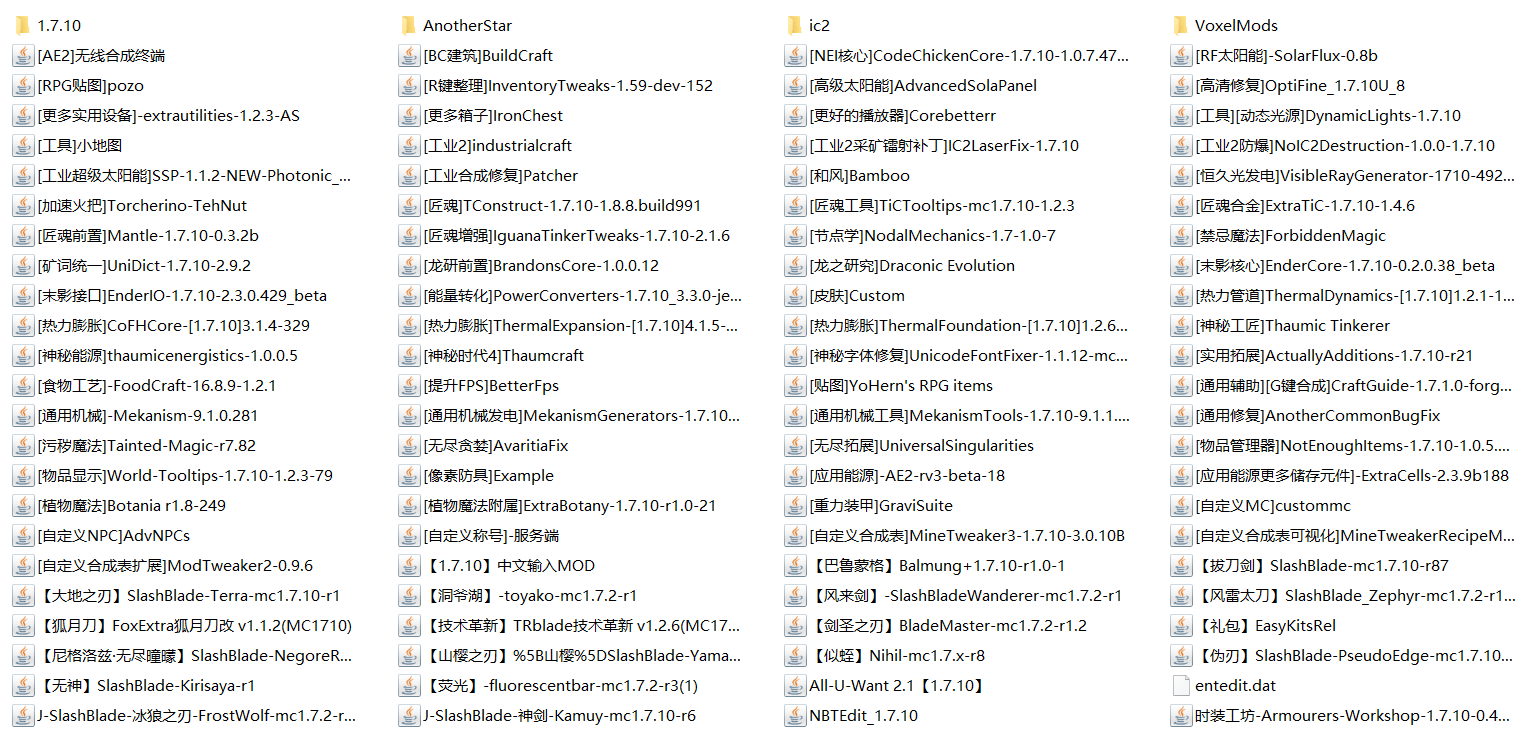 1.7.10
AnotherStar
ic2
VoxelMods
[AE2]无线合成终端
[BC建筑]BuildCraft
[NEI核心]CodeChickenCore-1.7.10-1.0.7.47...
[RF太阳能]-SolarFlux-0.8b
[RPG贴图]pozo
[R键整理]InventoryTweaks-1.59-dev-152
[高级太阳能]AdvancedSolaPanel
[高清修复]OptiFine_1.7.10U_8
[更多实用设备]-extrautilities-1.2.3-AS
[更多箱子]IronChest
[更好的播放器]Corebetterr
[工具][动态光源]DynamicLights-1.7.10
[工具]小地图
[工业2]industrialcraft
[工业2采矿镭射补丁]IC2LaserFix-1.7.10
[工业2防爆]NoIC2Destruction-1.0.0-1.7.10
[工业超级太阳能]SSP-1.1.2-NEW-Photonic_...
[工业合成修复]Patcher
[和风]Bamboo
[恒久光发电]VisibleRayGenerator-1710-492...
[加速火把]Torcherino-TehNut
[匠魂]TConstruct-1.7.10-1.8.8.build991
[匠魂工具]TiCTooltips-mc1.7.10-1.2.3
[匠魂合金]ExtraTiC-1.7.10-1.4.6
[匠魂前置]Mantle-1.7.10-0.3.2b
[匠魂增强]IguanaTinkerTweaks-1.7.10-2.1.6
[节点学]NodalMechanics-1.7-1.0-7
[禁忌魔法]ForbiddenMagic
[矿词统一]UniDict-1.7.10-2.9.2
[龙研前置]BrandonsCore-1.0.0.12
[龙之研究]Draconic Evolution
[末影核心]EnderCore-1.7.10-0.2.0.38_beta
[末影接口]EnderIO-1.7.10-2.3.0.429_beta
[能量转化]PowerConverters-1.7.10_3.3.0-je...
[皮肤]Custom
[热力管道]ThermalDynamics-[1.7.10]1.2.1-1...
[热力膨胀]CoFHCore-[1.7.10]3.1.4-329
[热力膨胀]ThermalExpansion-[1.7.10]4.1.5-...
[热力膨胀]ThermalFoundation-[1.7.10]1.2.6...
[神秘工匠]Thaumic Tinkerer
[神秘能源]thaumicenergistics-1.0.0.5
[神秘时代4]Thaumcraft
[神秘字体修复]UnicodeFontFixer-1.1.12-mc...
[实用拓展]ActuallyAdditions-1.7.10-r21
[食物工艺]-FoodCraft-16.8.9-1.2.1
[提升FPS]BetterFps
[贴图]YoHern's RPG items
[通用辅助][G键合成]CraftGuide-1.7.1.0-forg...
[通用机械]-Mekanism-9.1.0.281
[通用机械发电]MekanismGenerators-1.7.10...
[通用机械工具]MekanismTools-1.7.10-9.1.1....
[通用修复]AnotherCommonBugFix
[污秽魔法]Tainted-Magic-r7.82
[无尽贪婪]AvaritiaFix
[无尽拓展]UniversalSingularities
[物品管理器]NotEnoughItems-1.7.10-1.0.5....
[物品显示]World-Tooltips-1.7.10-1.2.3-79
[像素防具]Example
[应用能源]-AE2-rv3-beta-18
[应用能源更多储存元件]-ExtraCells-2.3.9b188
[植物魔法]Botania r1.8-249
[植物魔法附属]ExtraBotany-1.7.10-r1.0-21
[重力装甲]GraviSuite
[自定义MC]custommc
[自定义NPC]AdvNPCs
[自定义称号]-服务端
[自定义合成表]MineTweaker3-1.7.10-3.0.10B
[自定义合成表可视化]MineTweakerRecipeM...
[自定义合成表扩展]ModTweaker2-0.9.6
【1.7.10】中文输入MOD
【巴鲁蒙格】Balmung+1.7.10-r1.0-1
【拔刀剑】SlashBlade-mc1.7.10-r87
【大地之刃】SlashBlade-Terra-mc1.7.10-r1
【洞爷湖】-toyako-mc1.7.2-r1
【风来剑】-SlashBladeWanderer-mc1.7.2-r1
【风雷太刀】SlashBlade_Zephyr-mc1.7.2-r1...
【狐月刀】FoxExtra狐月刀改 v1.1.2(MC1710)
【技术革新】TRblade技术革新 v1.2.6(MC17...
【剑圣之刃】BladeMaster-mc1.7.2-r1.2
【礼包】EasyKitsRel
【尼格洛兹·无尽曈曚】SlashBlade-NegoreR...
【山樱之刃】%5B山樱%5DSlashBlade-Yama...
【似蛭】Nihil-mc1.7.x-r8
【伪刃】SlashBlade-PseudoEdge-mc1.7.10...
【无神】SlashBlade-Kirisaya-r1
【荧光】-fluorescentbar-mc1.7.2-r3(1)
All-U-Want 2.1【1.7.10】
entedit.dat
J-SlashBlade-冰狼之刃-FrostWolf-mc1.7.2-r...
J-SlashBlade-神剑-Kamuy-mc1.7.10-r6
NBTEdit_1.7.10
时装工坊-Armourers-Workshop-1.7.10-0.4...